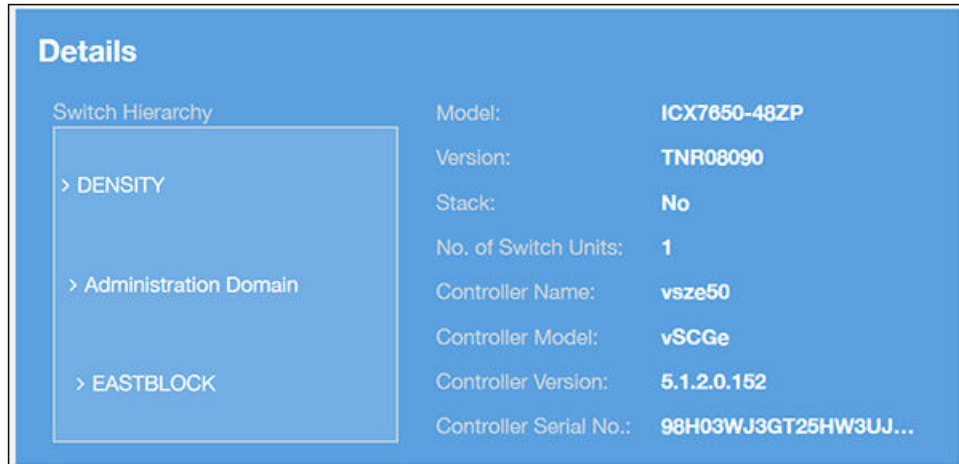 Details
Switch Hierarchy
> DENSITY
> Administration Domain
> EASTBLOCK
Model: ICX7650-48ZP
Version: TNR08090
Stack: No
No. of Switch Units: 1
Controller Name: vsze50
Controller Model: vSCGe
Controller Version: 5.1.2.0.152
Controller Serial No.: 98H03WJ3GT25HW3UJ...